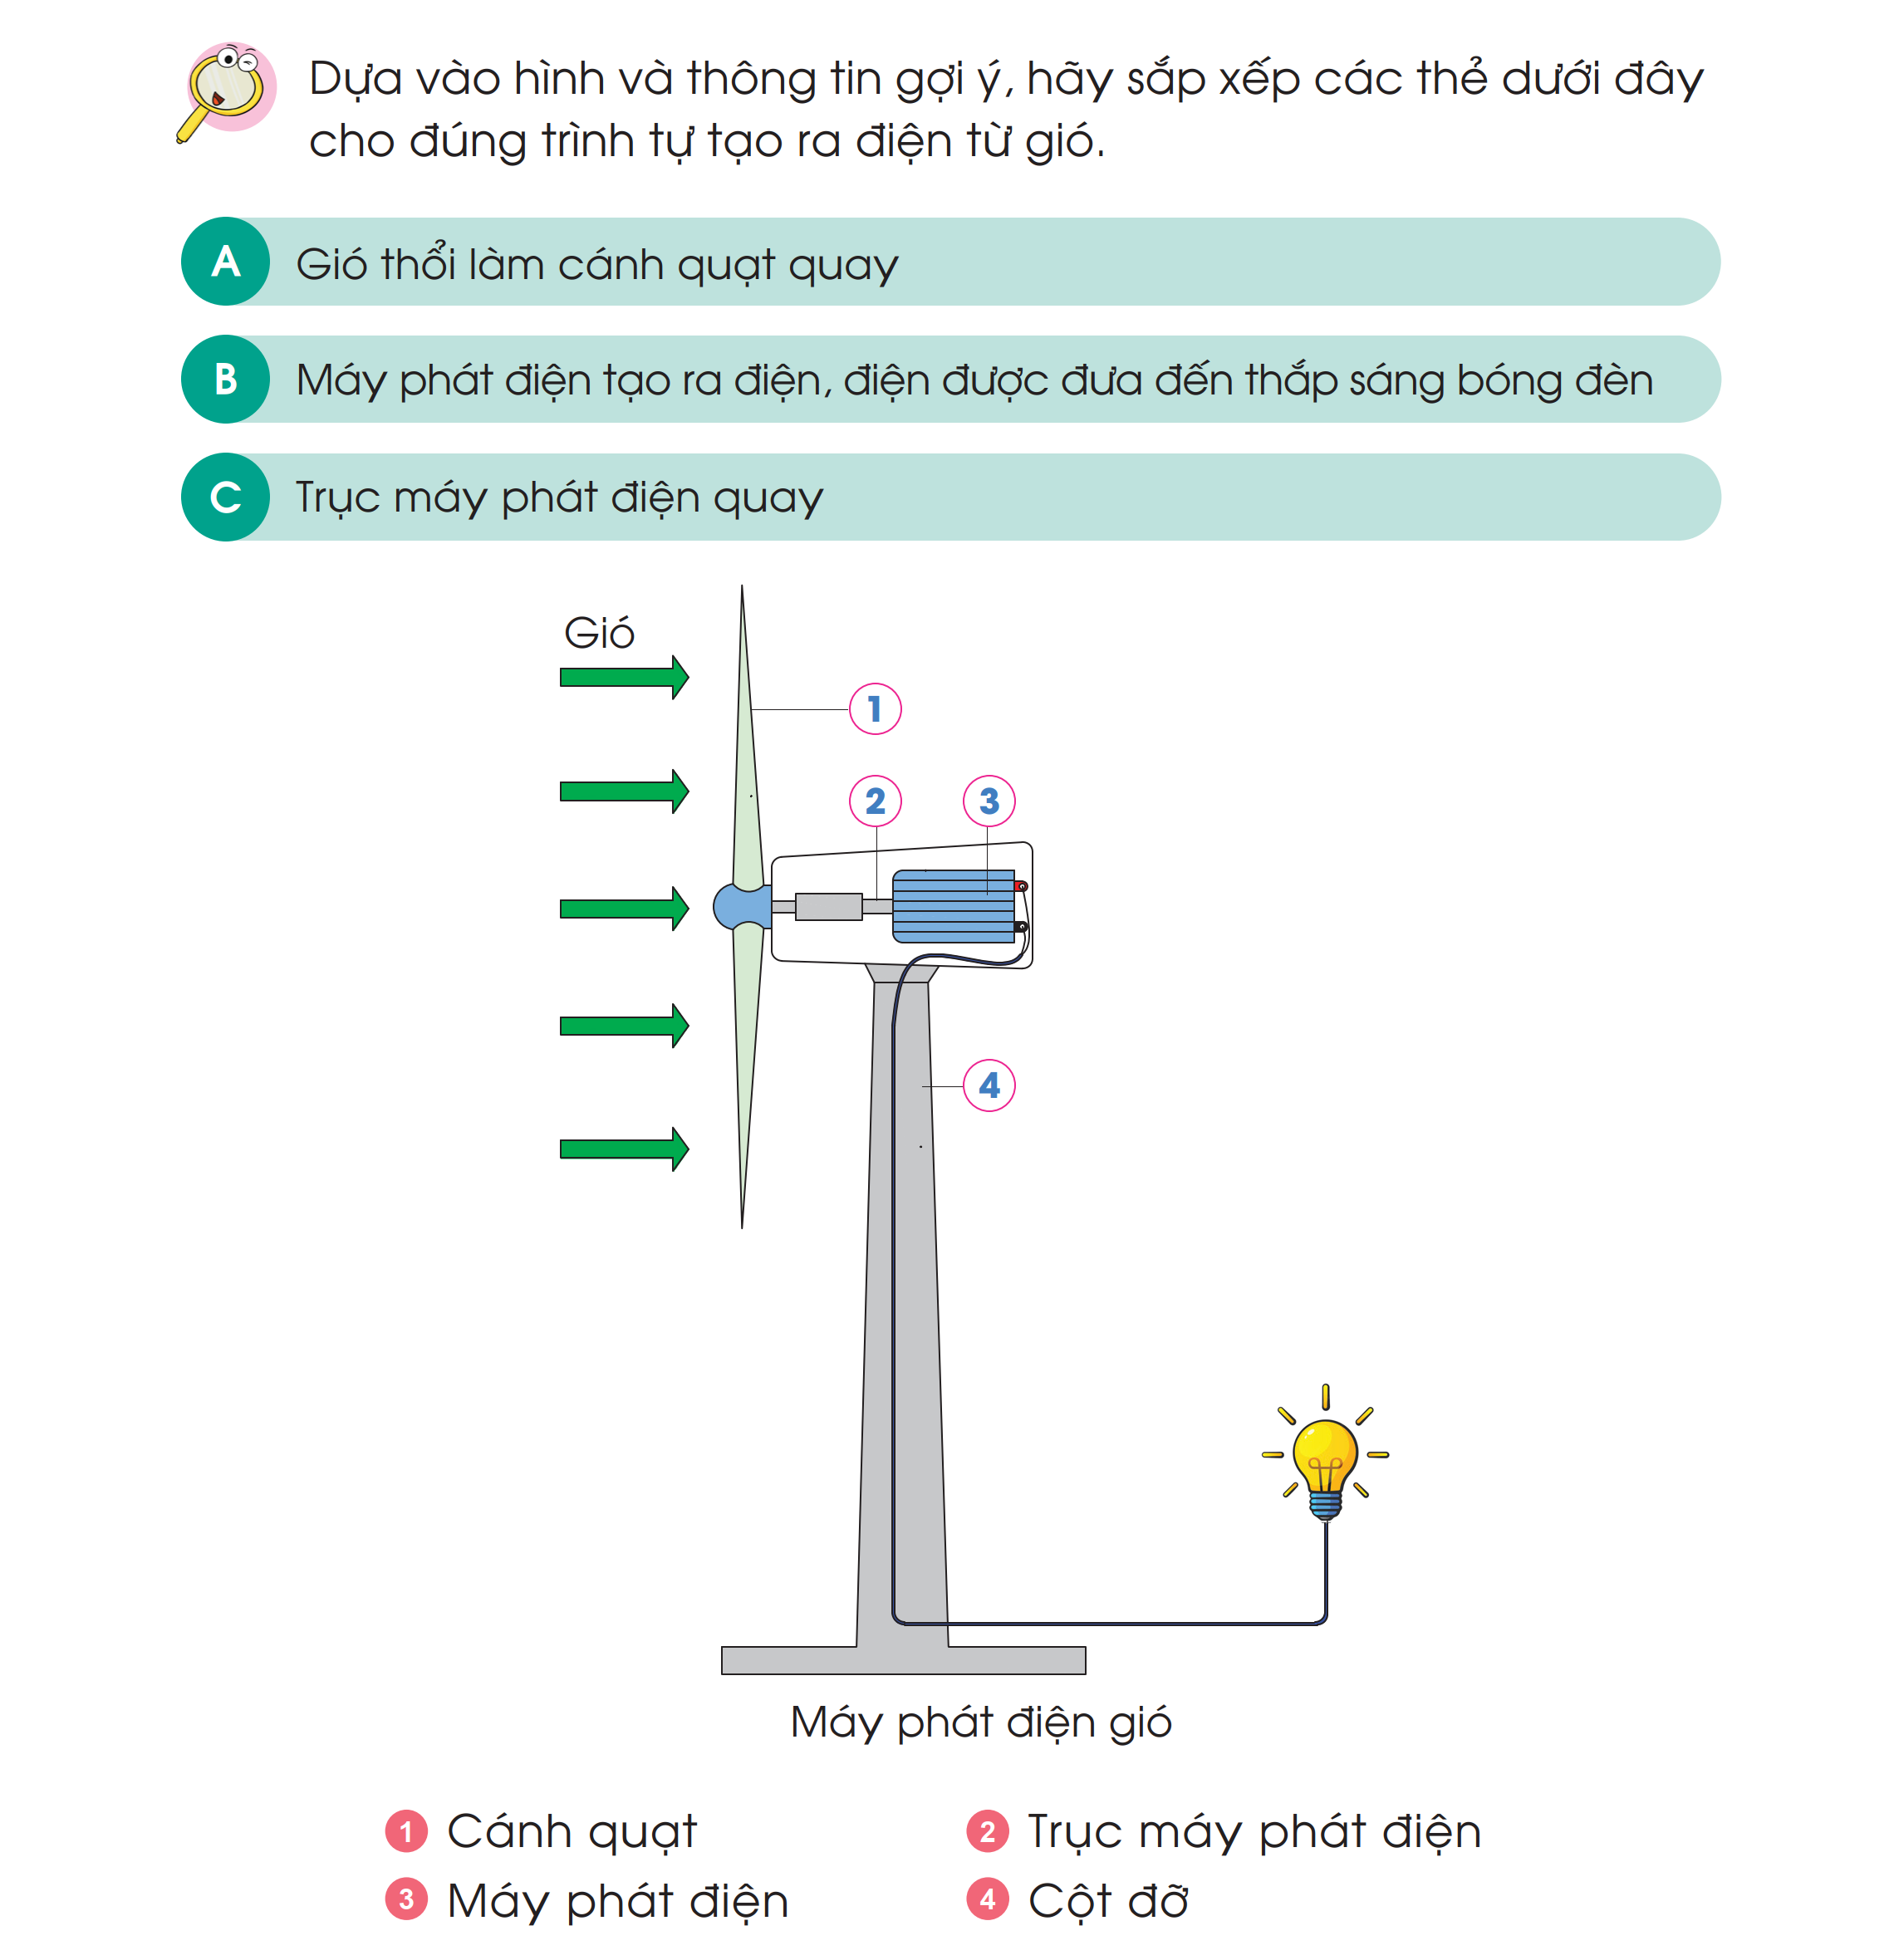 Dựa vào hình và thông tin gợi ý, hãy sắp xếp các thẻ dưới đây
cho đúng trình tự tạo ra điện từ gió.
A Gió thổi làm cánh quạt quay
B Máy phát điện tạo ra điện, điện được đưa đến thắp sáng bóng đèn
C Trục máy phát điện quay
Gió
1
2 3
4
Máy phát điện gió
1 Cánh quạt 2 Trục máy phát điện
3 Máy phát điện 4 Cột đỡ